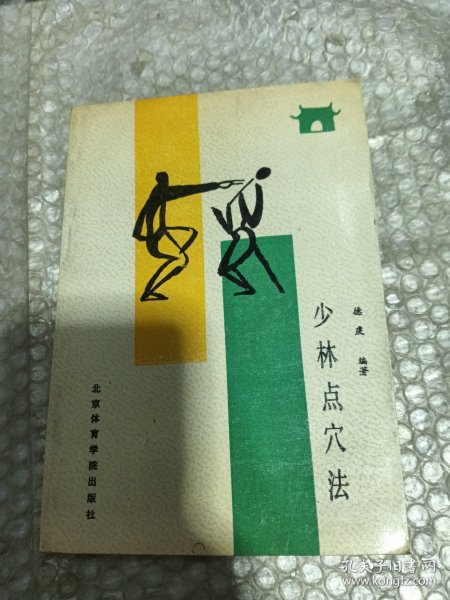 德虔 编著
少林点穴法
北京体育学院出版社
孔夫子旧书网
www.kongfz.com